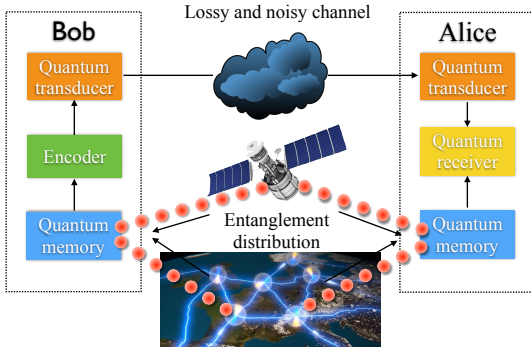 Lossy and noisy channel
Bob
Quantum
transducer
Encoder
Quantum
memory
Entanglement
distribution
Alice
Quantum
transducer
Quantum
receiver
Quantum
memory